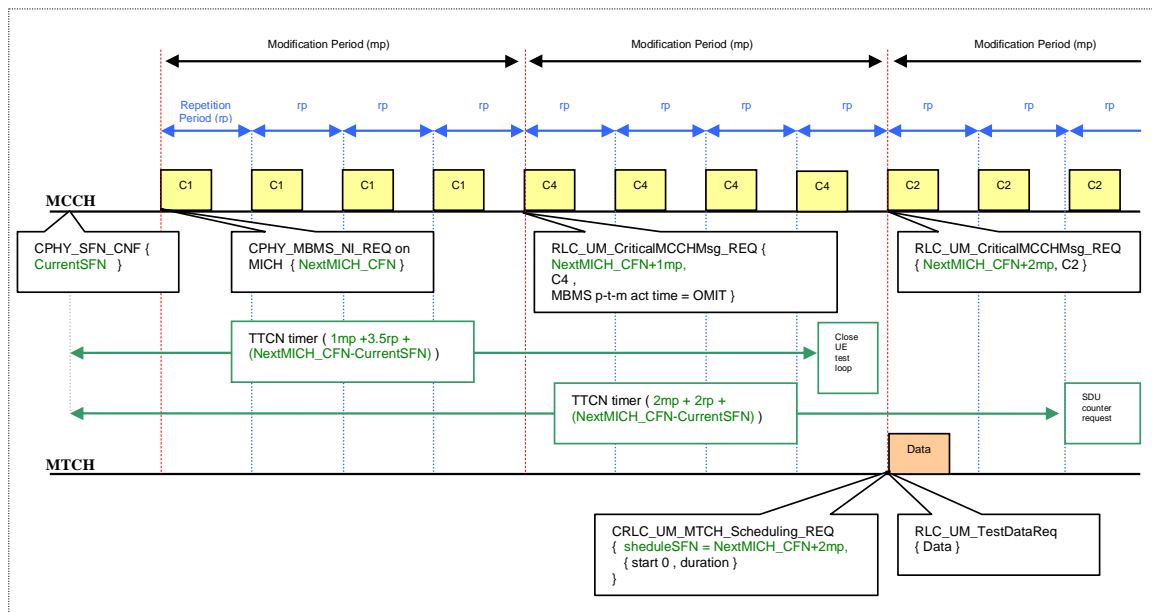 Modification Period (mp)
Modification Period (mp)
Modification Period (mp)
Repetition
Period (rp)
rp
rp
rp
rp
rp
rp
rp
rp
rp
rp
C1
C1
C1
C1
C4
C4
C4
C4
C2
C2
C2
MCCH
CPHY_SFN_CNF {
CurrentSFN }
CPHY_MBMS_NI_REQ on
MICH { NextMICH_CFN }
RLC_UM_CriticalMCCHMsg_REQ {
NextMICH_CFN+1mp,
C4 ,
MBMS p-t-m act time = OMIT }
RLC_UM_CriticalMCCHMsg_REQ
{ NextMICH_CFN+2mp, C2 }
TTCN timer ( 1mp +3.5rp +
(NextMICH_CFN-CurrentSFN) )
Close
UE
test
loop
TTCN timer ( 2mp + 2rp +
(NextMICH_CFN-CurrentSFN) )
SDU
counter
request
Data
MTCH
CRLC_UM_MTCH_Scheduling_REQ
{ sheduleSFN = NextMICH_CFN+2mp,
{ start 0 , duration }
}
RLC_UM_TestDataReq
{ Data }